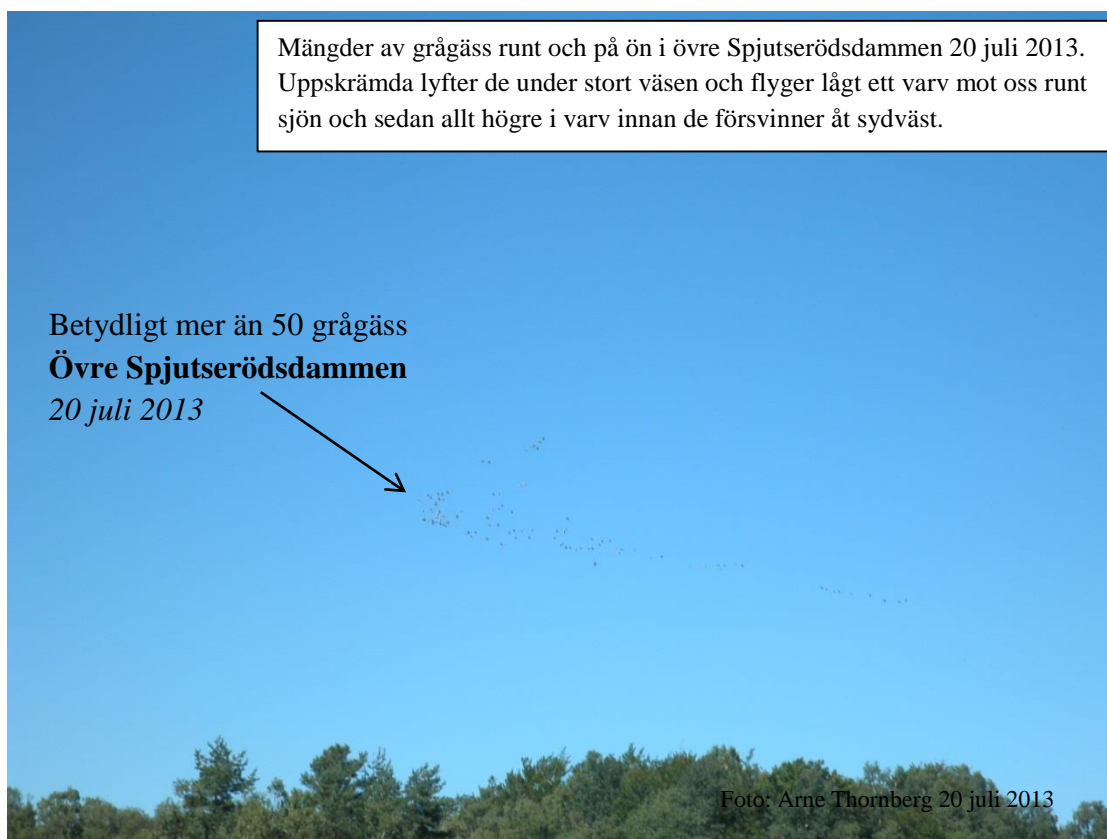 Mängder av grågäss runt och på ön i övre Spjutserödsdammen 20 juli 2013.
Uppskrämda lyfter de under stort väsen och flyger lågt ett varv mot oss runt
sjön och sedan allt högre i varv innan de försvinner åt sydväst.
Betydligt mer än 50 grågäss
Övre Spjutserödsdammen
20 juli 2013
Foto: Arne Thornberg 20 juli 2013